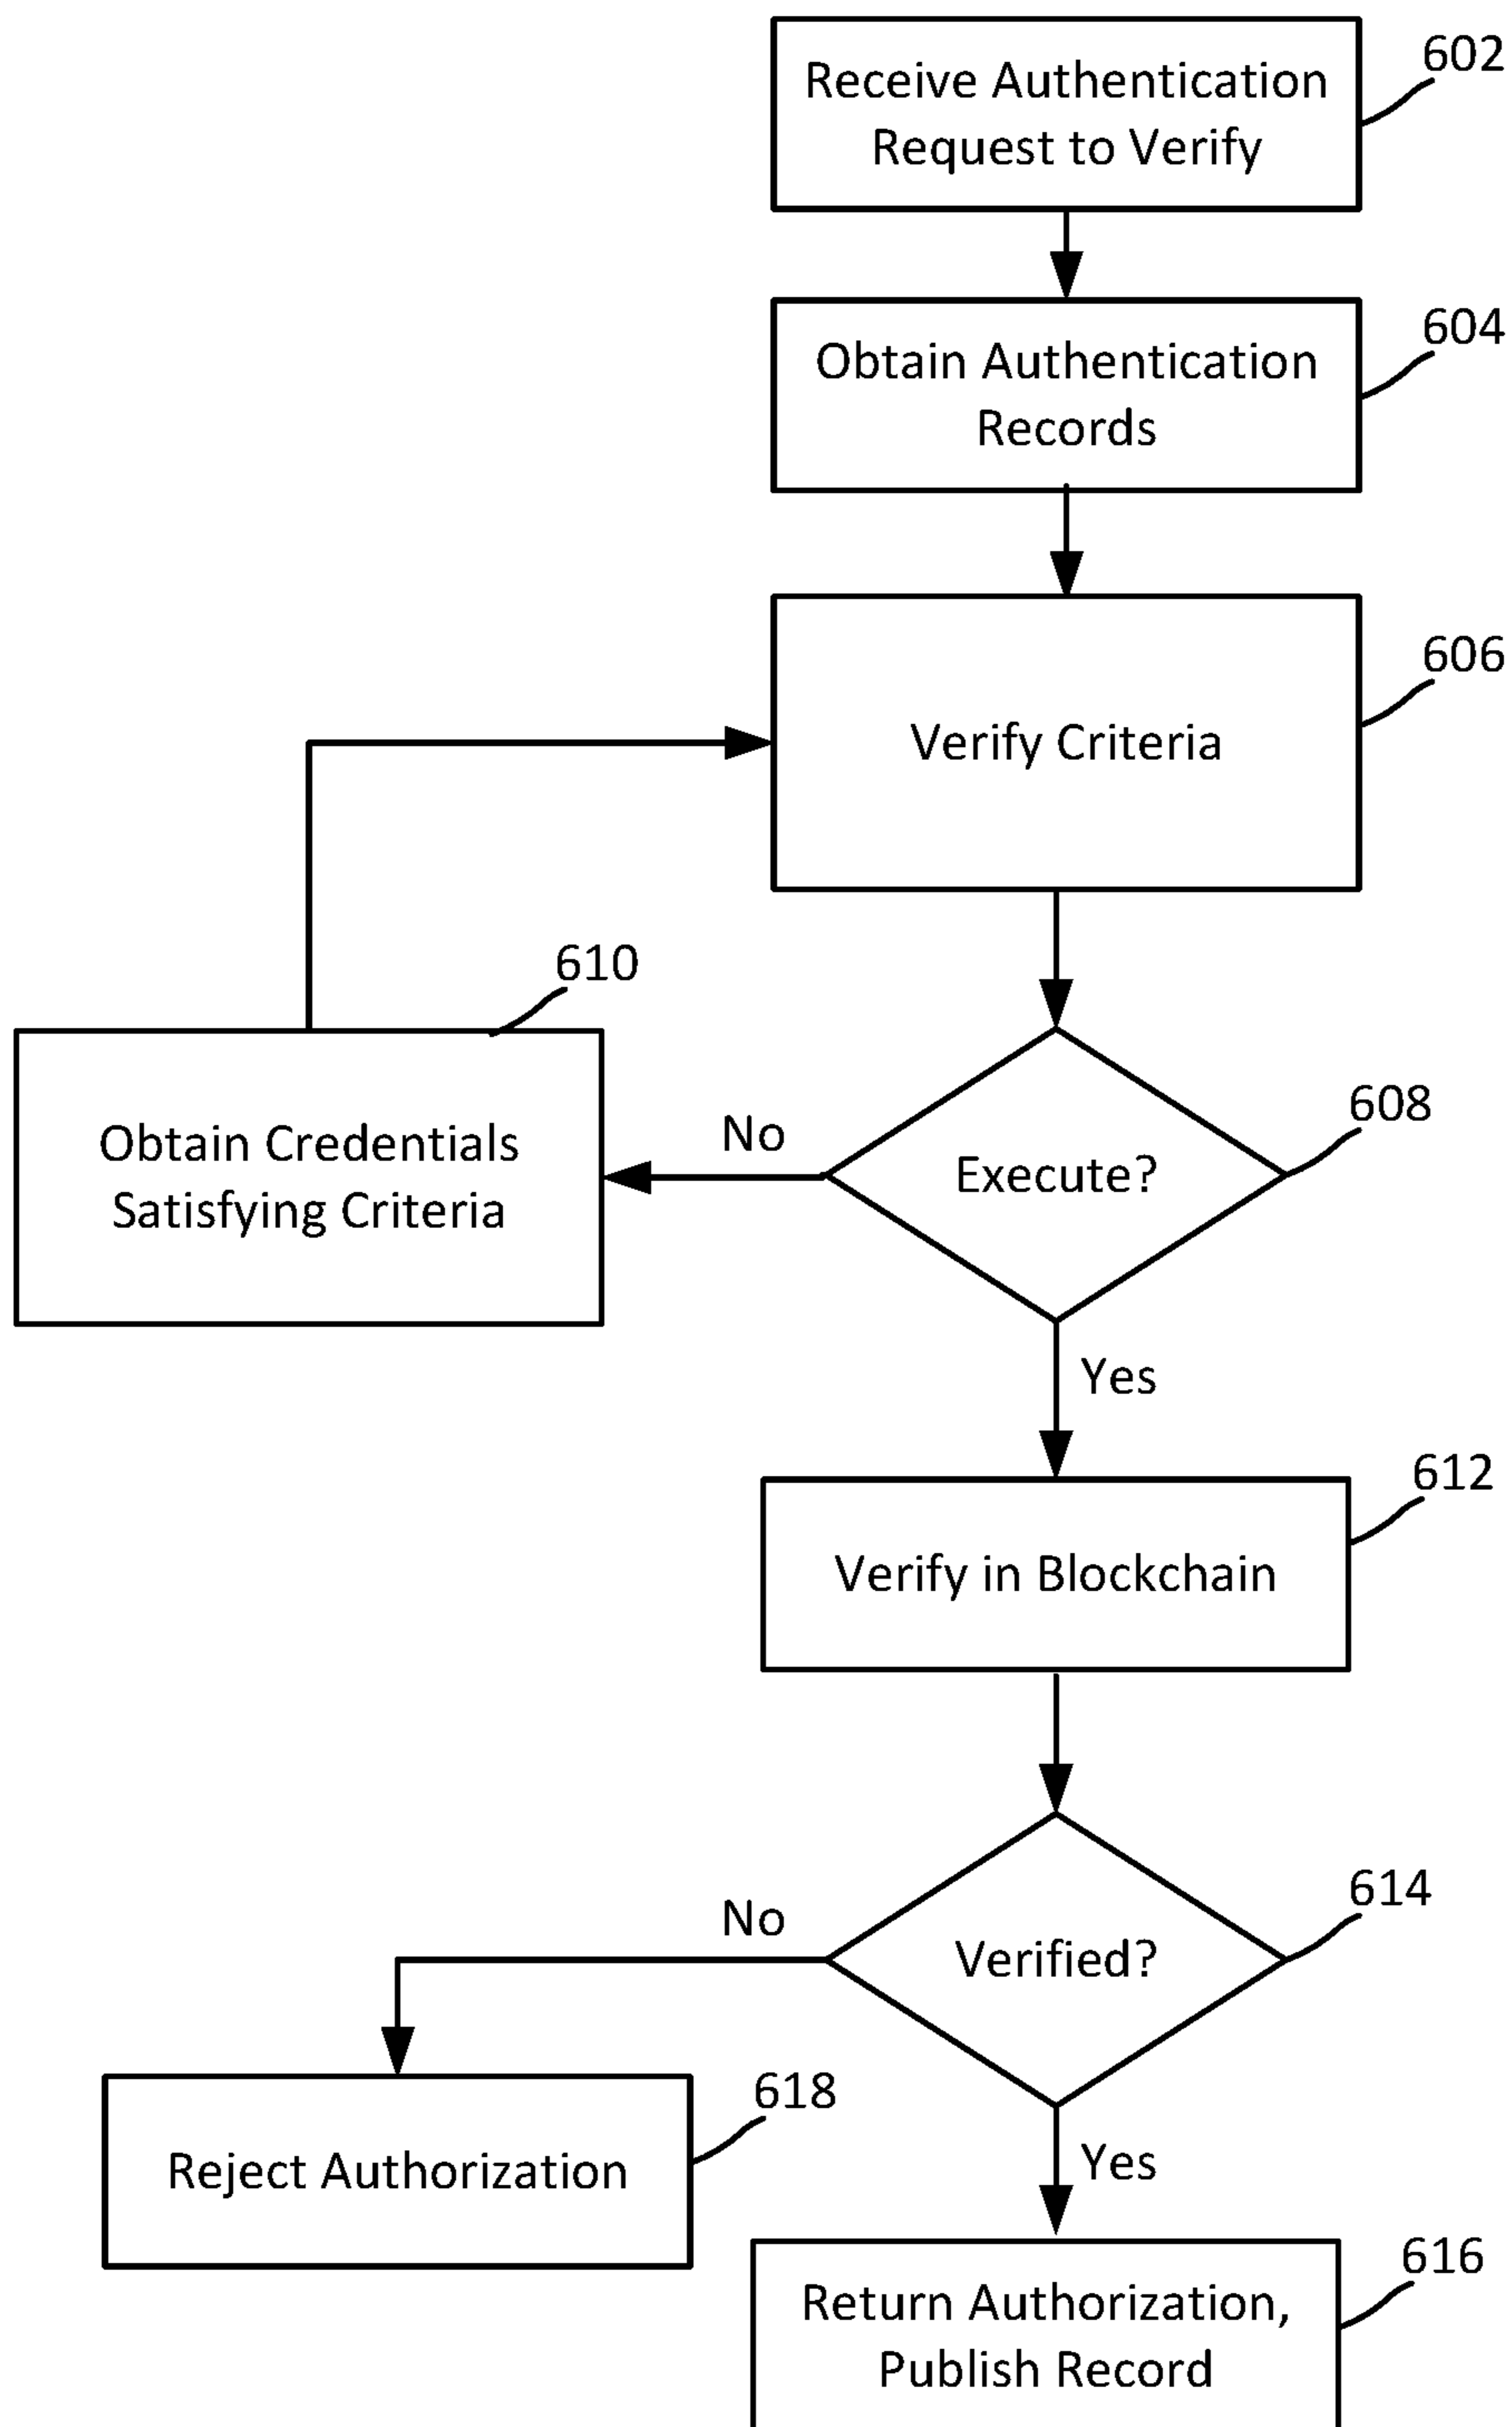 Receive Authentication
Request to Verify
602
Obtain Authentication
Records
604
Verify Criteria
606
610
Obtain Credentials
Satisfying Criteria
No
Execute?
608
Yes
Verify in Blockchain
612
No
Verified?
614
Reject Authorization
618
Yes
Return Authorization,
Publish Record
616